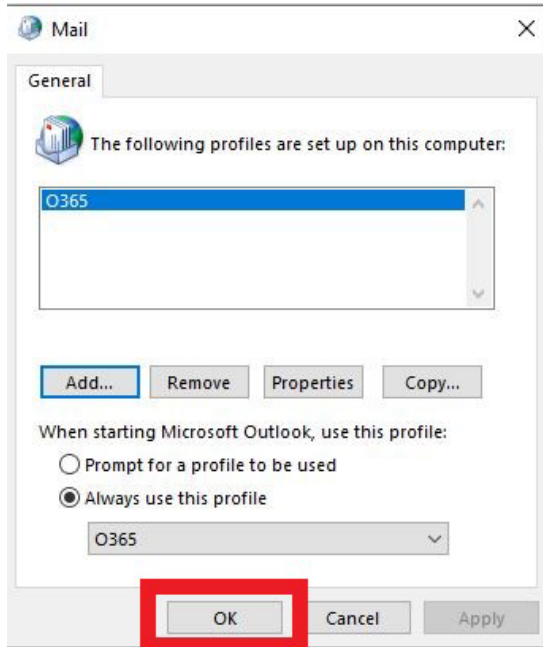 Mail
General
The following profiles are set up on this computer:
O365
Add... Remove Properties Copy...
When starting Microsoft Outlook, use this profile:
Prompt for a profile to be used
Always use this profile
O365
OK Cancel Apply